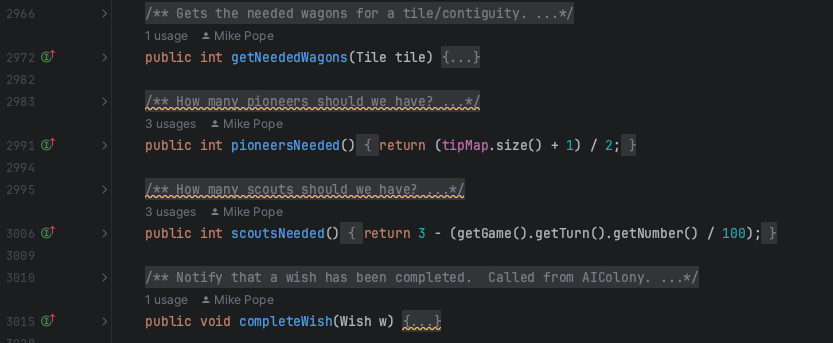 2966 /** Gets the needed wagons for a tile/contiguity. ...*/
1 usage Mike Pope
2972 public int getNeededWagons(Tile tile) {...}
2982
2983 /** How many pioneers should we have? ...*/
3 usages Mike Pope
2991 public int pioneersNeeded() { return (tipMap.size() + 1) / 2; }
2994
2995 /** How many scouts should we have? ...*/
3 usages Mike Pope
3006 public int scoutsNeeded() { return 3 - (getGame().getTurn().getNumber() / 100); }
3009
3010 /** Notify that a wish has been completed.  Called from AIColony. ...*/
1 usage Mike Pope
3015 public void completeWish(Wish w) {...}